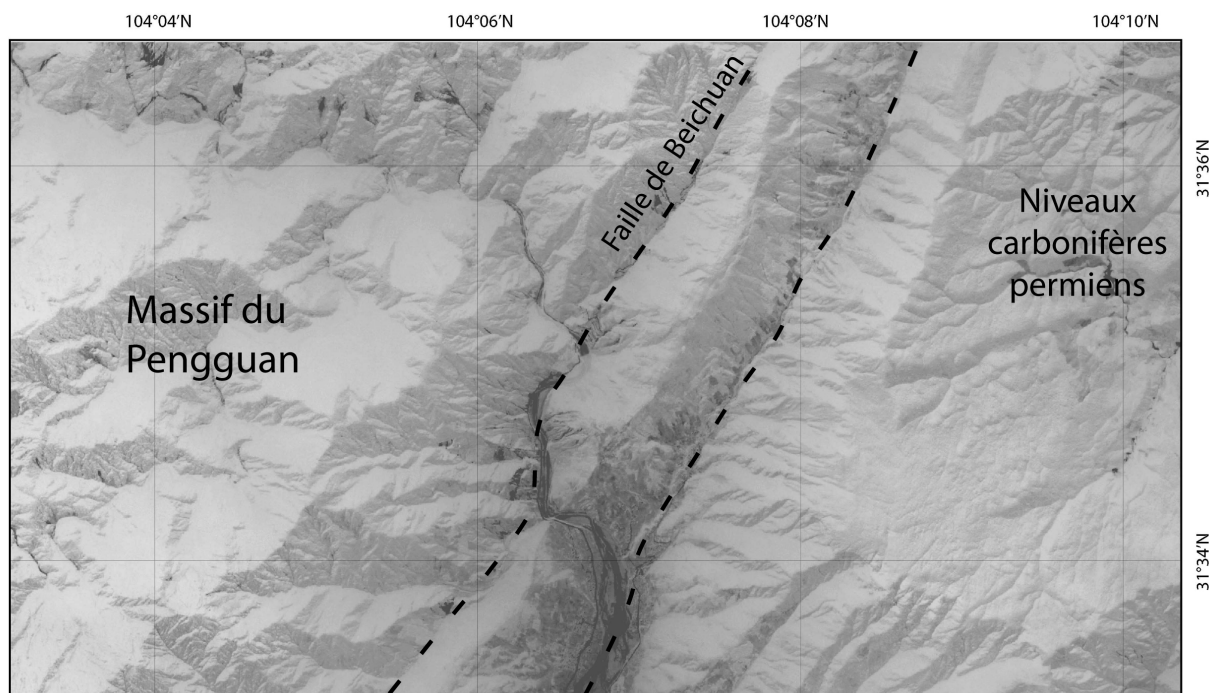 104°04’N
104°06’N
104°08’N
104°10’N
Faille de Beichuan
31°36’N
Niveaux
carbonifères
permiens
Massif du
Pengguan
31°34’N